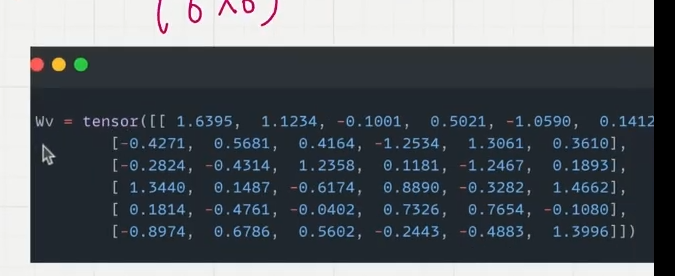 (6x6)
Wv = tensor([[ 1.6395, 1.1234, -0.1001, 0.5021, -1.0590, 0.1412
[-0.4271, 0.5681, 0.4164, -1.2534, 1.3061, 0.3610],
[-0.2824, -0.4314, 1.2358, 0.1181, -1.2467, 0.1893],
[ 1.3440, 0.1487, -0.6174, 0.8890, -0.3282, 1.4662],
[ 0.1814, -0.4761, -0.0402, 0.7326, 0.7654, -0.1080],
[-0.8974, 0.6786, 0.5602, -0.2443, -0.4883, 1.3996]])